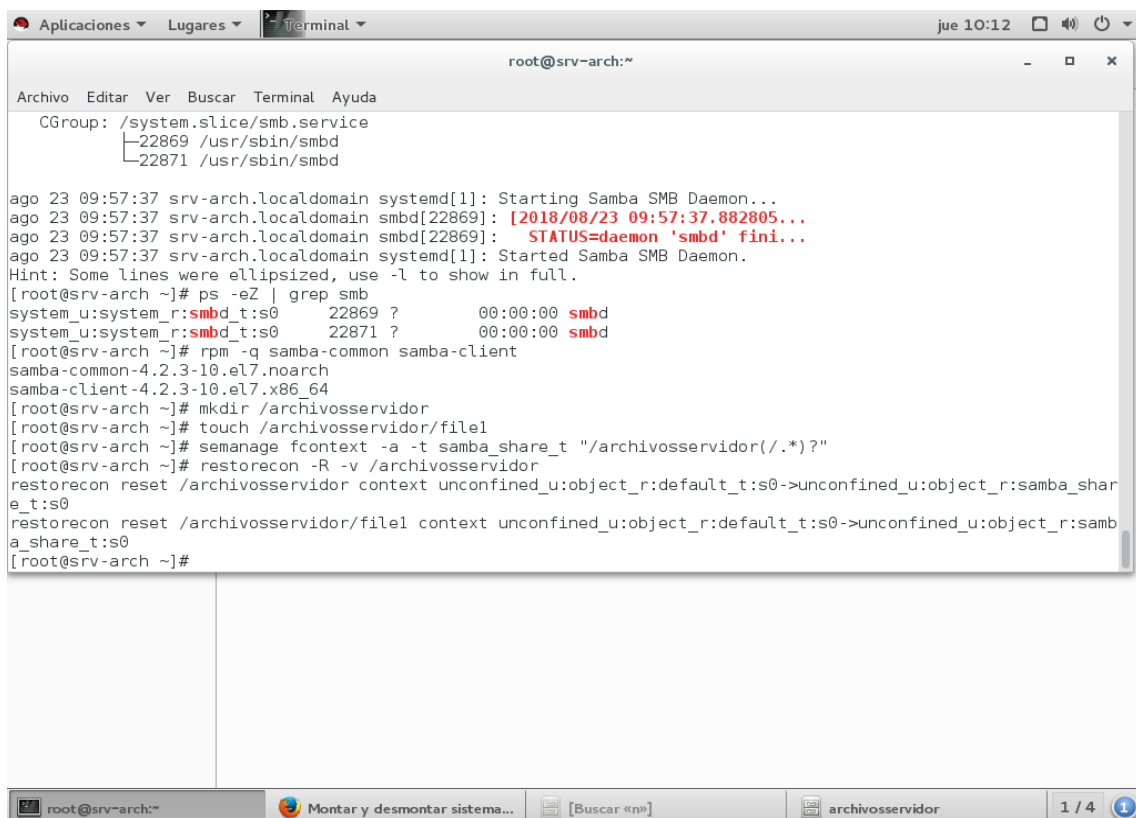 Aplicaciones Lugares Terminal jue 10:12
root@srv-arch:~
Archivo Editar Ver Buscar Terminal Ayuda
CGroup: /system.slice/smb.service
├─22869 /usr/sbin/smbd
└─22871 /usr/sbin/smbd
ago 23 09:57:37 srv-arch.localdomain systemd[1]: Starting Samba SMB Daemon...
ago 23 09:57:37 srv-arch.localdomain smbd[22869]: [2018/08/23 09:57:37.882805...
ago 23 09:57:37 srv-arch.localdomain smbd[22869]:   STATUS=daemon 'smbd' fini...
ago 23 09:57:37 srv-arch.localdomain systemd[1]: Started Samba SMB Daemon.
Hint: Some lines were ellipsized, use -l to show in full.
[root@srv-arch ~]# ps -eZ | grep smb
system_u:system_r:smbd_t:s0     22869 ?        00:00:00 smbd
system_u:system_r:smbd_t:s0     22871 ?        00:00:00 smbd
[root@srv-arch ~]# rpm -q samba-common samba-client
samba-common-4.2.3-10.el7.noarch
samba-client-4.2.3-10.el7.x86_64
[root@srv-arch ~]# mkdir /archivosservidor
[root@srv-arch ~]# touch /archivosservidor/file1
[root@srv-arch ~]# semanage fcontext -a -t samba_share_t "/archivosservidor(/.*)?"
[root@srv-arch ~]# restorecon -R -v /archivosservidor
restorecon reset /archivosservidor context unconfined_u:object_r:default_t:s0->unconfined_u:object_r:samba_shar
e_t:s0
restorecon reset /archivosservidor/file1 context unconfined_u:object_r:default_t:s0->unconfined_u:object_r:samb
a_share_t:s0
[root@srv-arch ~]#
root@srv-arch:~ Montar y desmontar sistema... [Buscar «n»] archivosservidor 1 / 4 1